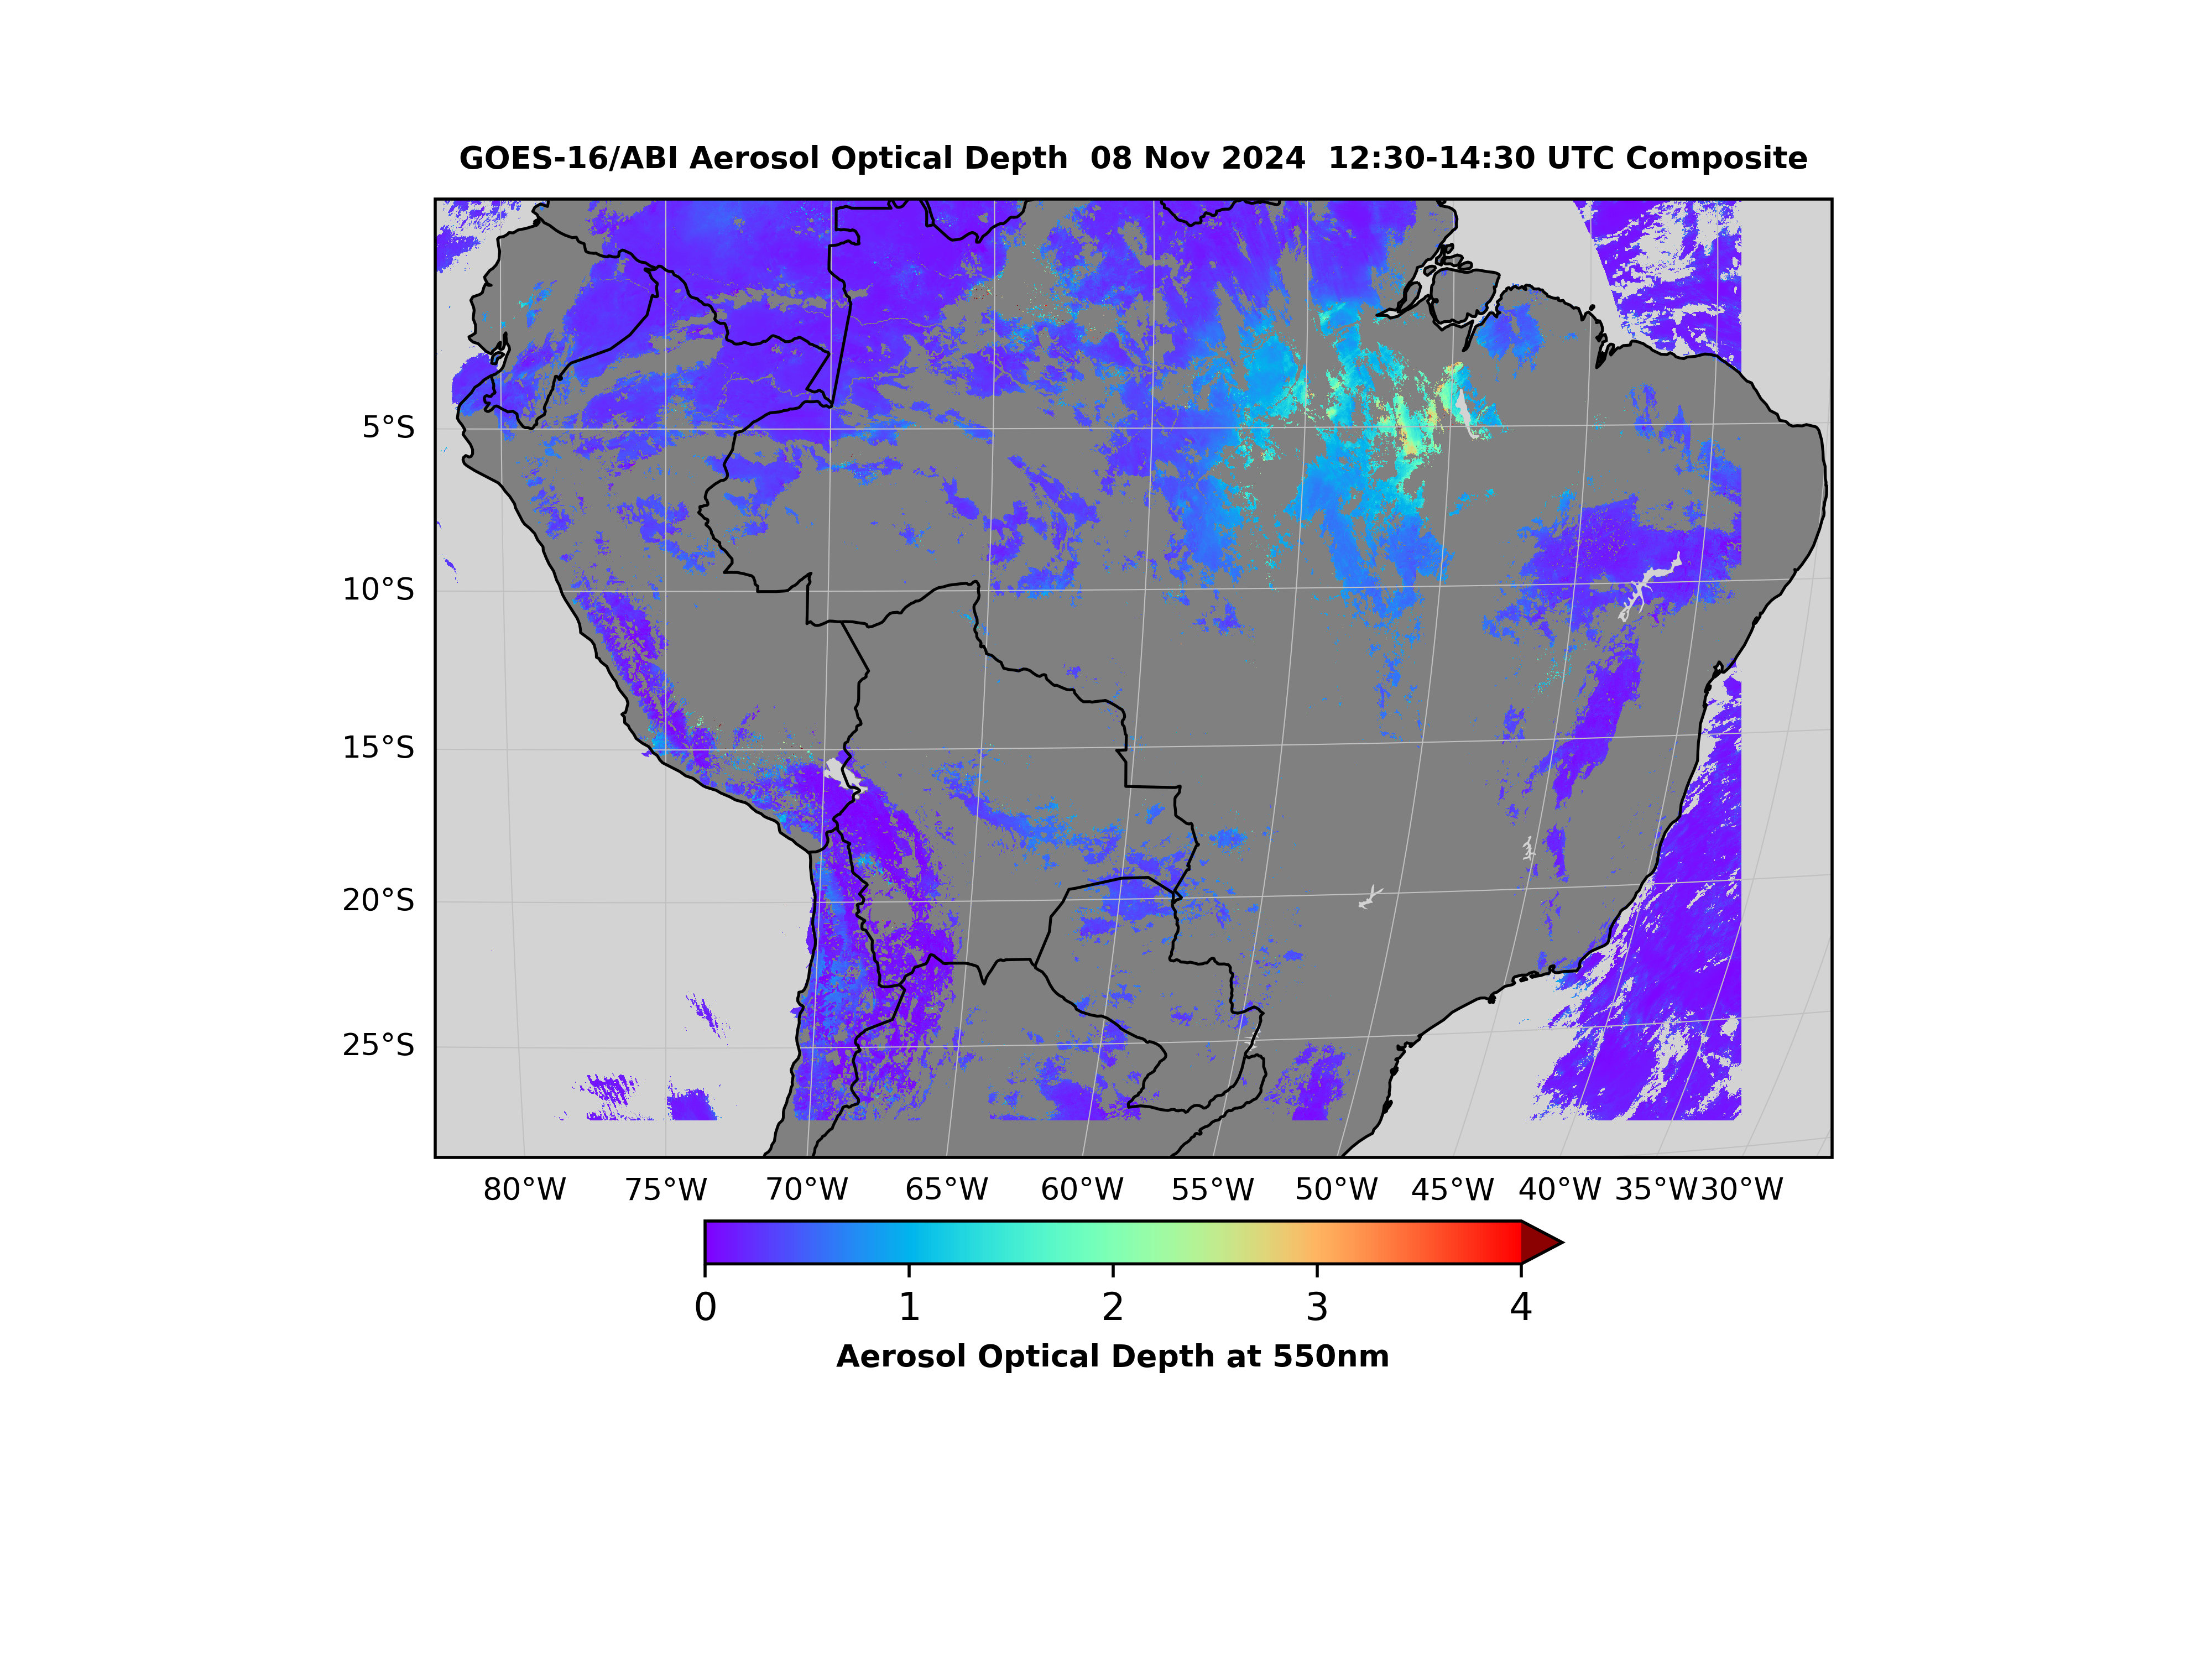 GOES-16/ABI Aerosol Optical Depth  08 Nov 2024  12:30-14:30 UTC Composite
5°S
10°S
15°S
20°S
25°S
80°W 75°W 70°W 65°W 60°W 55°W 50°W 45°W 40°W 35°W 30°W
0 1 2 3 4
Aerosol Optical Depth at 550nm